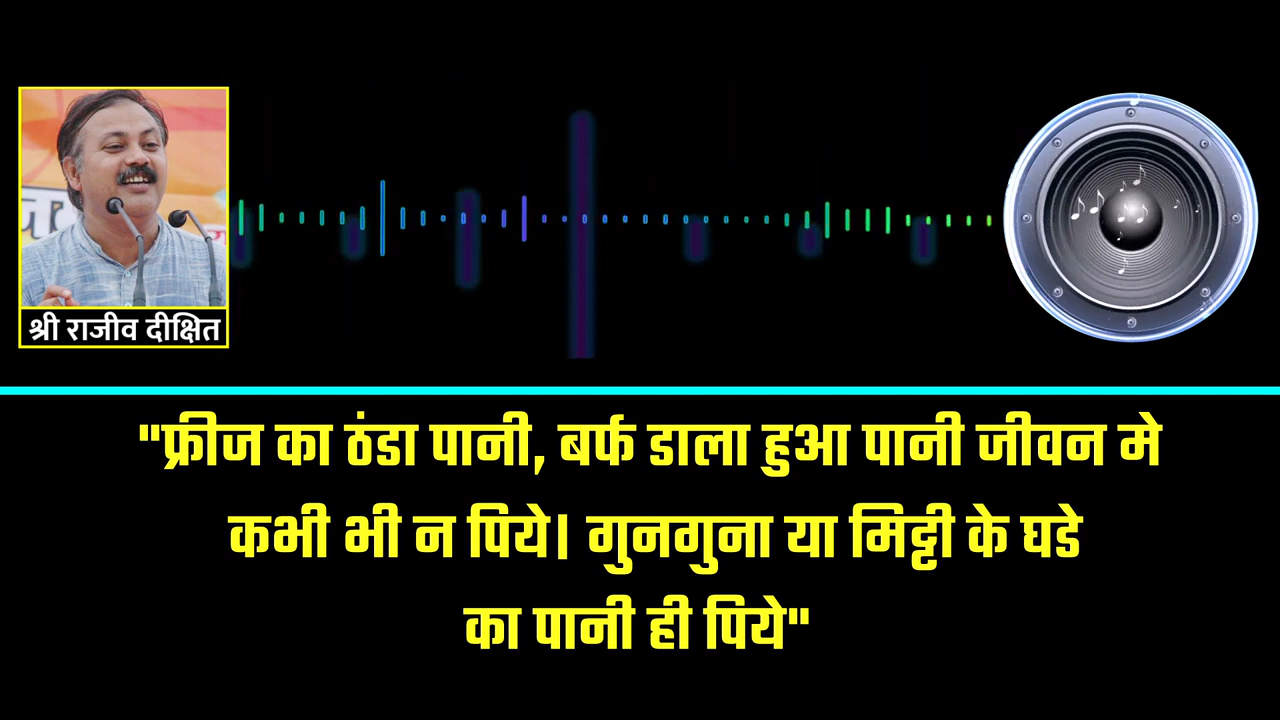 श्री राजीव दीक्षित
"फ्रीज का ठंडा पानी, बर्फ डाला हुआ पानी जीवन मे
कभी भी न पिये। गुनगुना या मिट्टी के घडे
का पानी ही पिये"